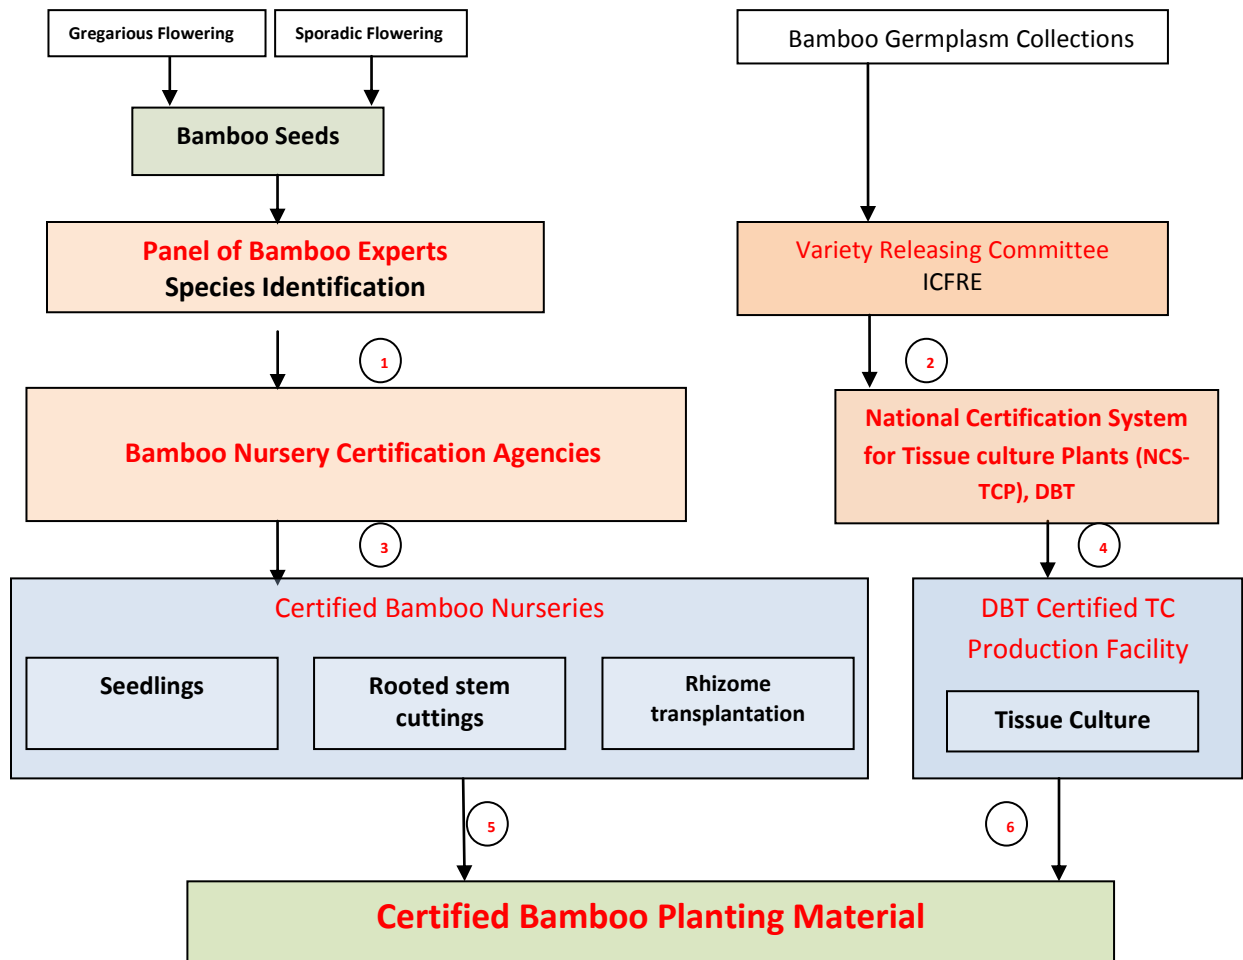 Gregarious Flowering
Sporadic Flowering
Bamboo Germplasm Collections
Bamboo Seeds
Panel of Bamboo Experts
Species Identification
Variety Releasing Committee
ICFRE
1
2
Bamboo Nursery Certification Agencies
National Certification System
for Tissue culture Plants (NCS-
TCP), DBT
3
4
Certified Bamboo Nurseries
Seedlings
Rooted stem
cuttings
Rhizome
transplantation
DBT Certified TC
Production Facility
Tissue Culture
5
6
Certified Bamboo Planting Material